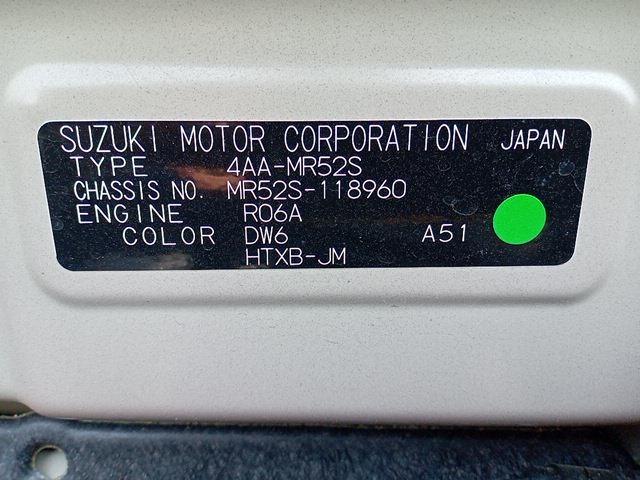 SUZUKI MOTOR CORPORATION JAPAN
TYPE 4AA-MR52S
CHASSIS NO. MR52S-118960
ENGINE R06A
COLOR DW6 A51
HTXB-JM